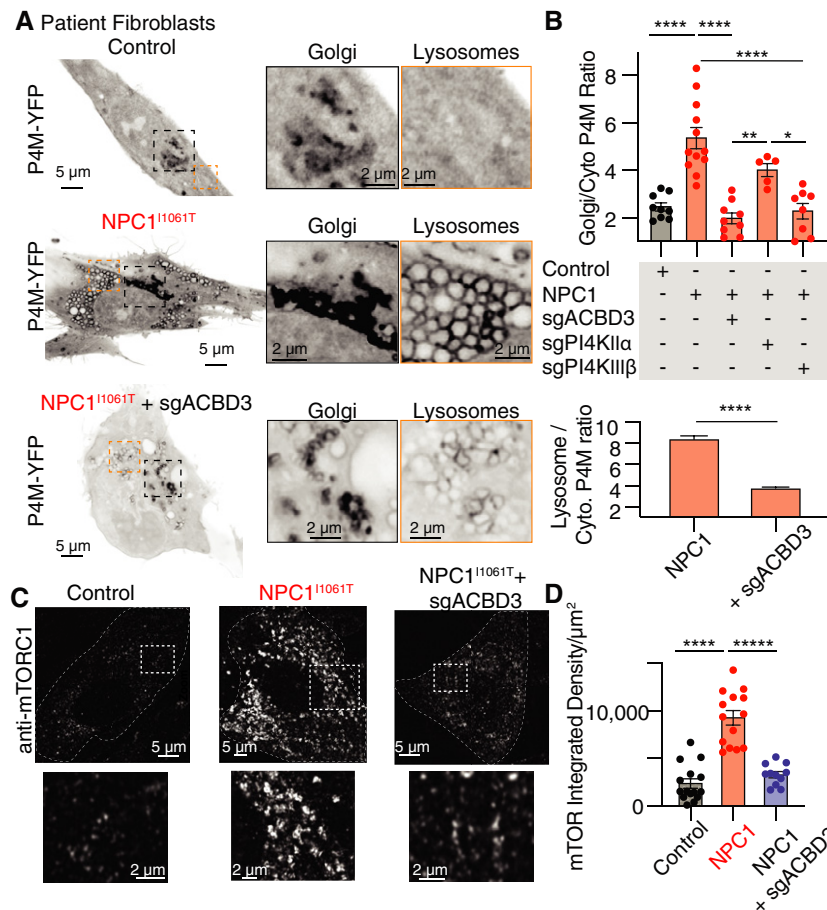 A Patient Fibroblasts
Control
Golgi
Lysosomes
P4M-YFP
5 µm
2 µm
2 µm
NPC1I1061T
Lysosomes
P4M-YFP
5 µm
2 µm
2 µm
NPC1I1061T + sgACBD3
Golgi
Lysosomes
P4M-YFP
5 µm
2 µm
2 µm
B
**** ****
****
** *
Golgi/Cyto P4M Ratio
8
6
4
2
Control + - - - -
NPC1 - + + + +
sgACBD3 - - + - -
sgPI4KIIα - - - + -
sgPI4KIIIβ - - - - +
****
Lysosome /
Cyto. P4M ratio
10
8
6
4
2
NPC1
+ sgACBD3
C
Control
NPC1I1061T
NPC1I1061T+
sgACBD3
anti-mTORC1
5 µm
5 µm
5 µm
2 µm
2 µm
2 µm
D
**** *****
mTOR Integrated Density/µm²
10,000
0
Control
NPC1
NPC1
+ sgACBD3